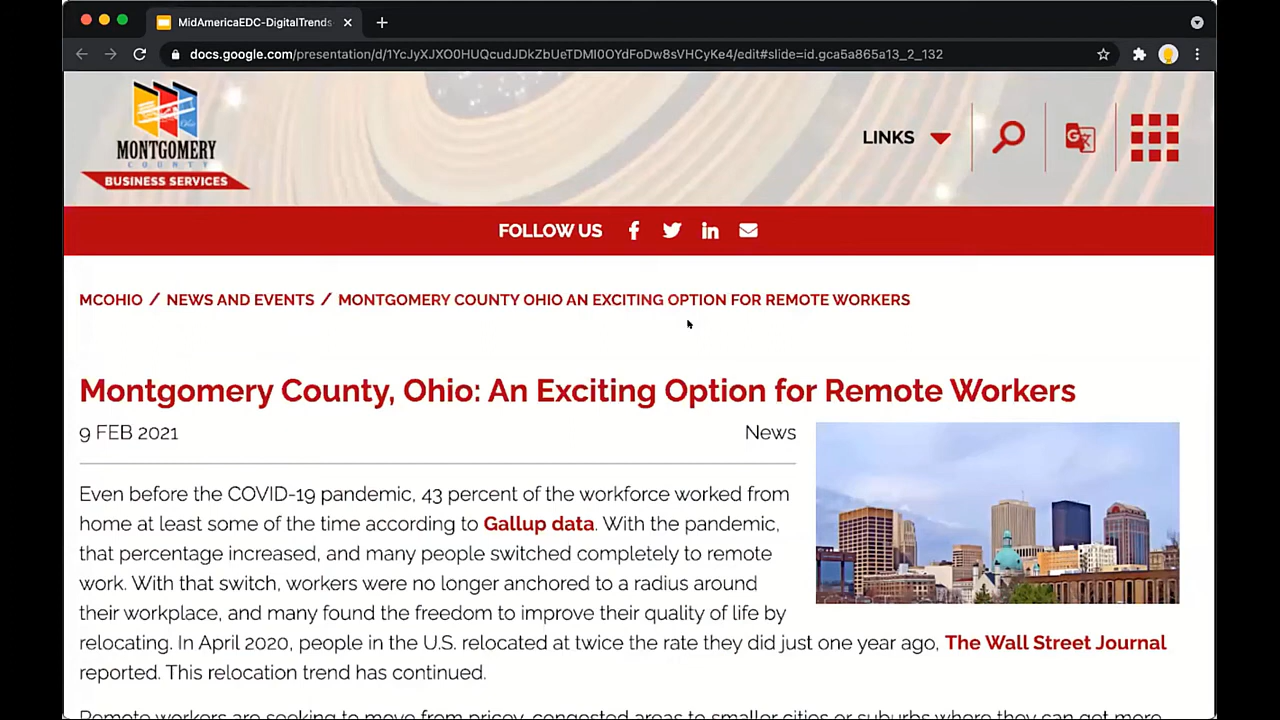 MidAmericaEDC-DigitalTrends
docs.google.com/presentation/d/1YcJyXJXO0HUQcudJDkZbUeTDMI0OYdFoDw8sVHCyKe4/edit#slide=id.gca5a865a13_2_132
MONTGOMERY
COUNTY
BUSINESS SERVICES
LINKS
FOLLOW US
MCOHIO / NEWS AND EVENTS / MONTGOMERY COUNTY OHIO AN EXCITING OPTION FOR REMOTE WORKERS
Montgomery County, Ohio: An Exciting Option for Remote Workers
9 FEB 2021 News
Even before the COVID-19 pandemic, 43 percent of the workforce worked from
home at least some of the time according to Gallup data. With the pandemic,
that percentage increased, and many people switched completely to remote
work. With that switch, workers were no longer anchored to a radius around
their workplace, and many found the freedom to improve their quality of life by
relocating. In April 2020, people in the U.S. relocated at twice the rate they did just one year ago, The Wall Street Journal
reported. This relocation trend has continued.
Remote workers are seeking to move from pricey, congested areas to smaller cities or suburbs where they can get more